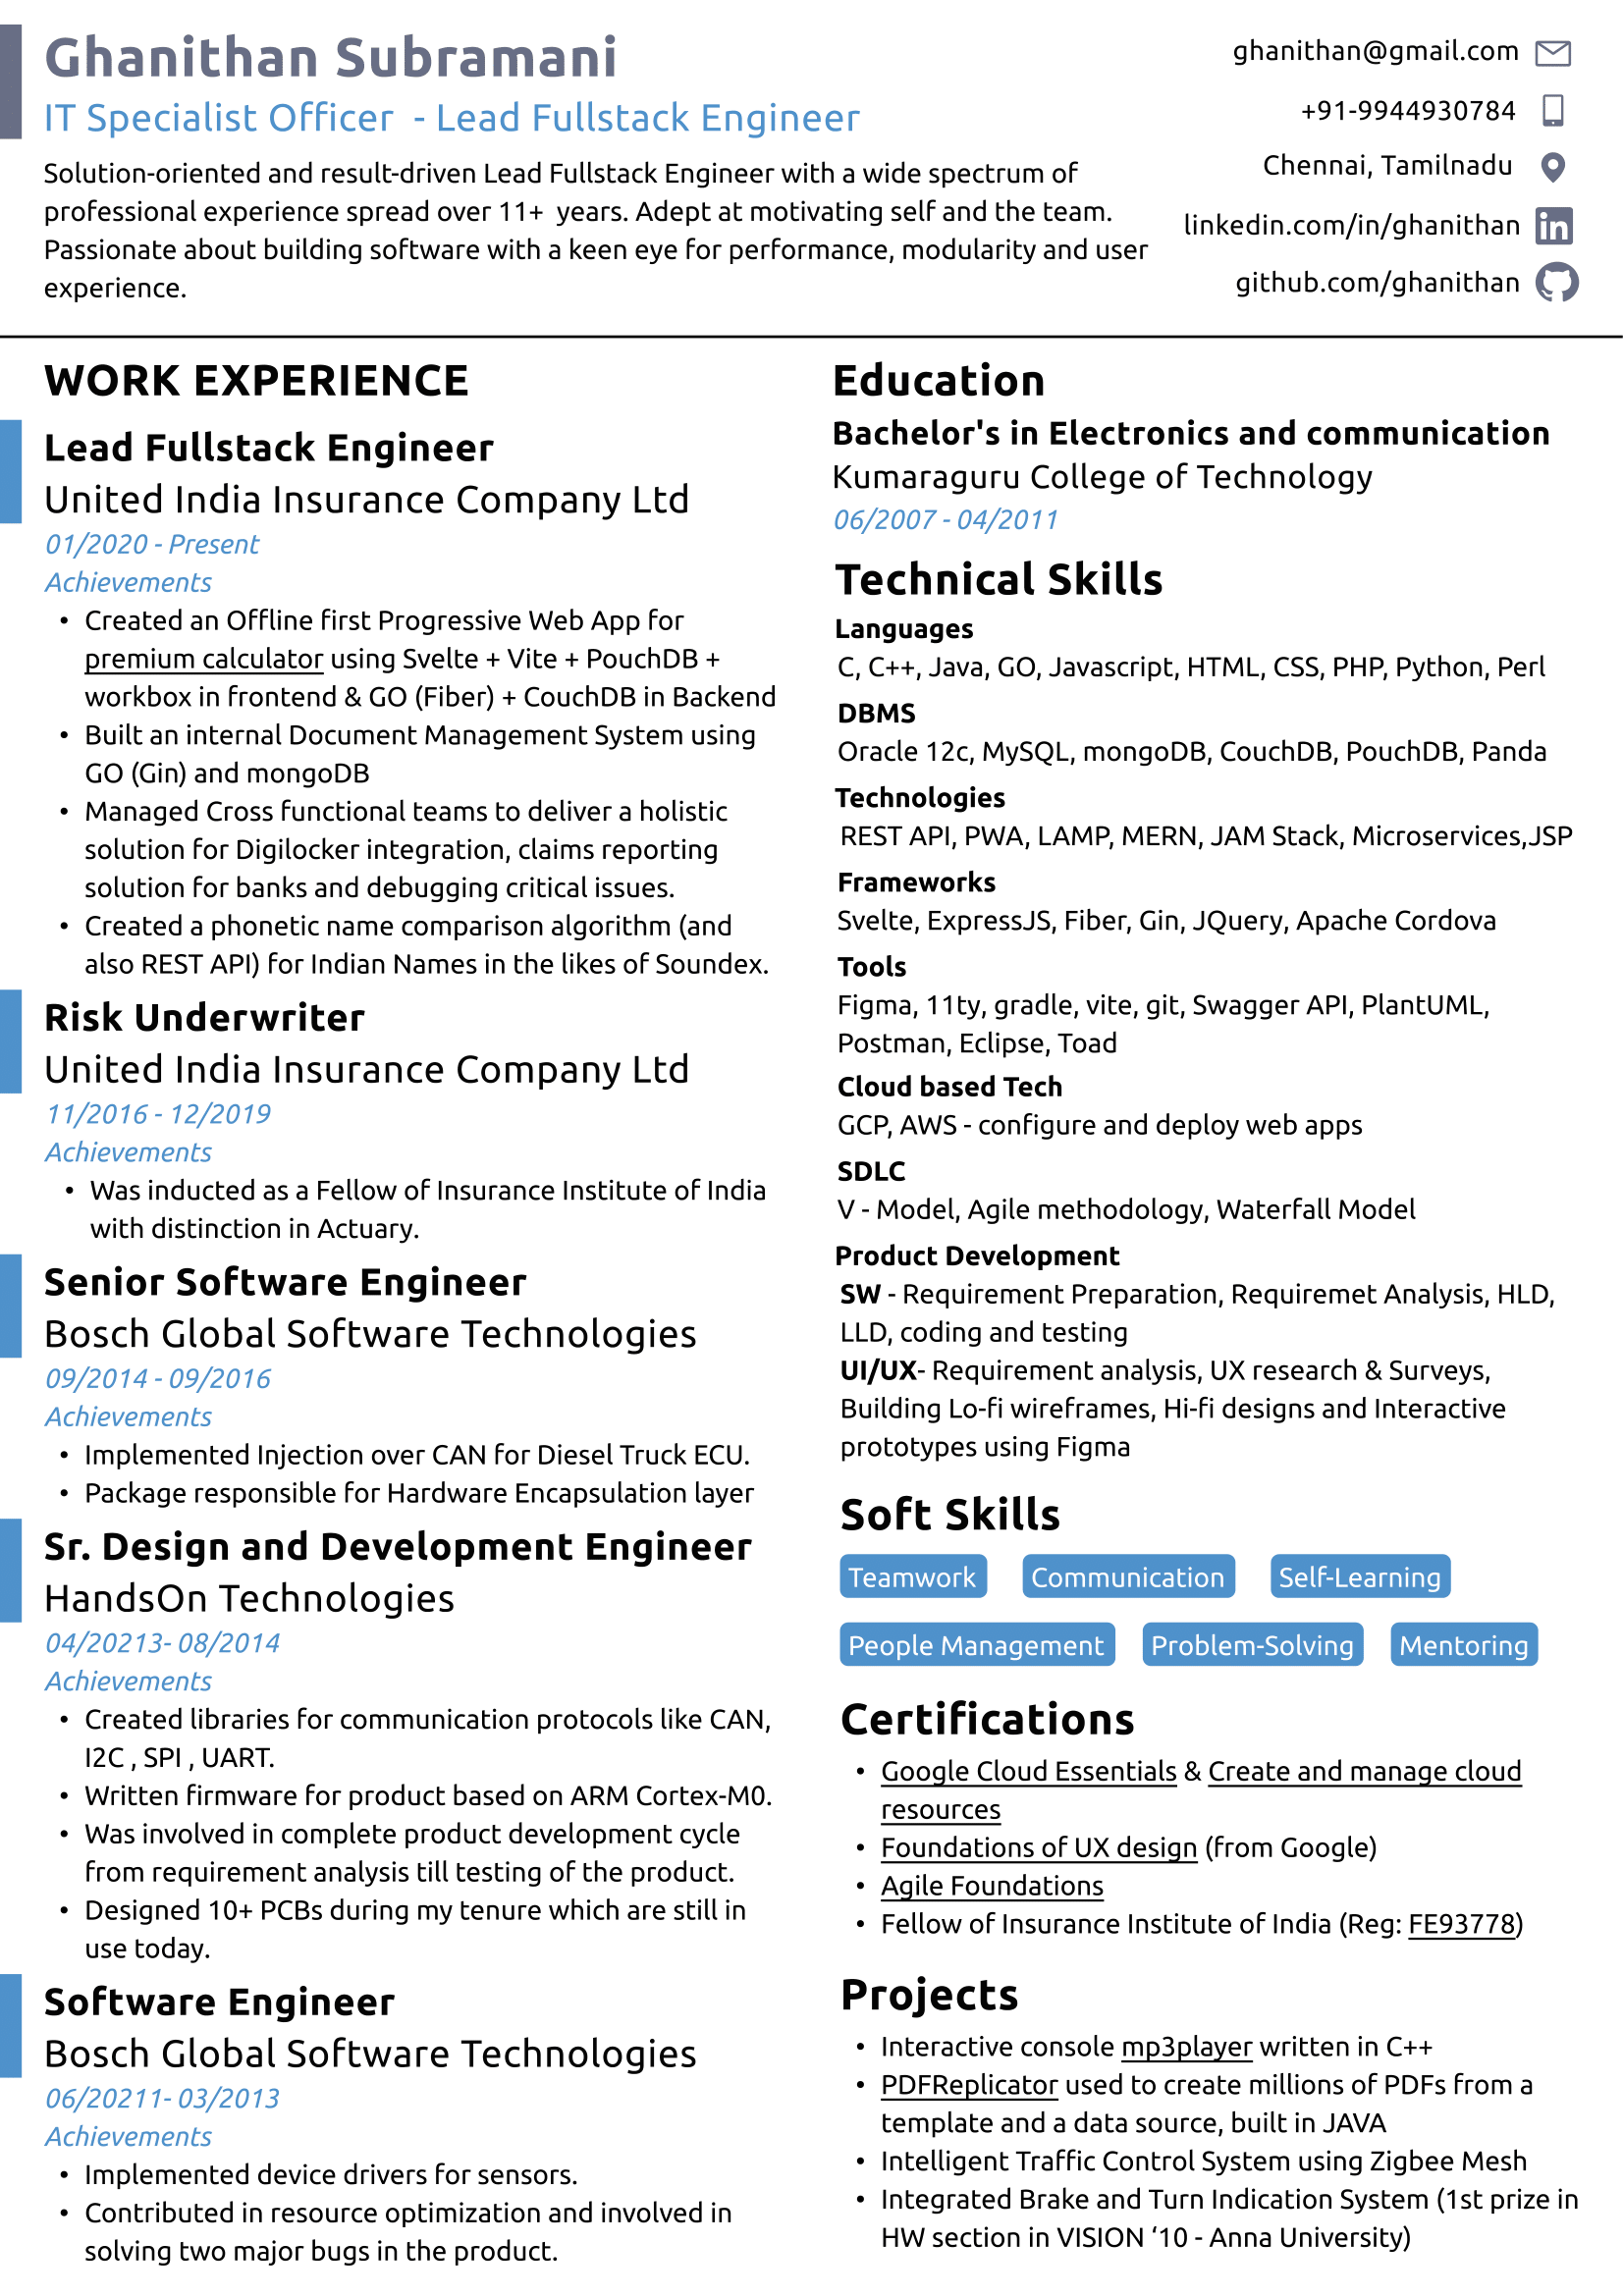 Ghanithan Subramani
IT Specialist Officer  - Lead Fullstack Engineer
Solution-oriented and result-driven Lead Fullstack Engineer with a wide spectrum of
professional experience spread over 11+  years. Adept at motivating self and the team.
Passionate about building software with a keen eye for performance, modularity and user
experience.
ghanithan@gmail.com
+91-9944930784
Chennai, Tamilnadu
linkedin.com/in/ghanithan
github.com/ghanithan
WORK EXPERIENCE
Lead Fullstack Engineer
United India Insurance Company Ltd
01/2020 - Present
Achievements
• Created an Offline first Progressive Web App for
premium calculator using Svelte + Vite + PouchDB +
workbox in frontend & GO (Fiber) + CouchDB in Backend
• Built an internal Document Management System using
GO (Gin) and mongoDB
• Managed Cross functional teams to deliver a holistic
solution for Digilocker integration, claims reporting
solution for banks and debugging critical issues.
• Created a phonetic name comparison algorithm (and
also REST API) for Indian Names in the likes of Soundex.
Risk Underwriter
United India Insurance Company Ltd
11/2016 - 12/2019
Achievements
• Was inducted as a Fellow of Insurance Institute of India
with distinction in Actuary.
Senior Software Engineer
Bosch Global Software Technologies
09/2014 - 09/2016
Achievements
• Implemented Injection over CAN for Diesel Truck ECU.
• Package responsible for Hardware Encapsulation layer
Sr. Design and Development Engineer
HandsOn Technologies
04/20213- 08/2014
Achievements
• Created libraries for communication protocols like CAN,
I2C , SPI , UART.
• Written firmware for product based on ARM Cortex-M0.
• Was involved in complete product development cycle
from requirement analysis till testing of the product.
• Designed 10+ PCBs during my tenure which are still in
use today.
Software Engineer
Bosch Global Software Technologies
06/20211- 03/2013
Achievements
• Implemented device drivers for sensors.
• Contributed in resource optimization and involved in
solving two major bugs in the product.
Education
Bachelor's in Electronics and communication
Kumaraguru College of Technology
06/2007 - 04/2011
Technical Skills
Languages
C, C++, Java, GO, Javascript, HTML, CSS, PHP, Python, Perl
DBMS
Oracle 12c, MySQL, mongoDB, CouchDB, PouchDB, Panda
Technologies
REST API, PWA, LAMP, MERN, JAM Stack, Microservices,JSP
Frameworks
Svelte, ExpressJS, Fiber, Gin, JQuery, Apache Cordova
Tools
Figma, 11ty, gradle, vite, git, Swagger API, PlantUML,
Postman, Eclipse, Toad
Cloud based Tech
GCP, AWS - configure and deploy web apps
SDLC
V - Model, Agile methodology, Waterfall Model
Product Development
SW - Requirement Preparation, Requiremet Analysis, HLD,
LLD, coding and testing
UI/UX- Requirement analysis, UX research & Surveys,
Building Lo-fi wireframes, Hi-fi designs and Interactive
prototypes using Figma
Soft Skills
Teamwork Communication Self-Learning
People Management Problem-Solving Mentoring
Certifications
• Google Cloud Essentials & Create and manage cloud
resources
• Foundations of UX design (from Google)
• Agile Foundations
• Fellow of Insurance Institute of India (Reg: FE93778)
Projects
• Interactive console mp3player written in C++
• PDFReplicator used to create millions of PDFs from a
template and a data source, built in JAVA
• Intelligent Traffic Control System using Zigbee Mesh
• Integrated Brake and Turn Indication System (1st prize in
HW section in VISION ‘10 - Anna University)